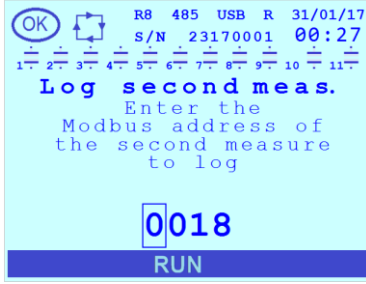 OK R8 485 USB R 31/01/17
S/N 23170001 00:27
1 2 3 4 5 6 7 8 9 10 11
Log second meas.
Enter the
Modbus address of
the second measure
to log
0018
RUN